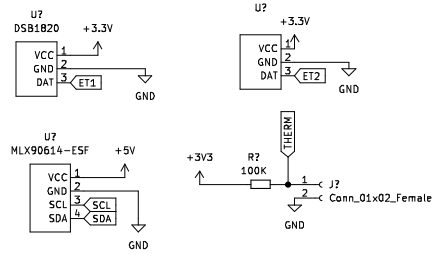 U?
DSB1820
+3.3V
VCC 1
GND 2
DAT 3
ET1
GND
U?
+3.3V
VCC 1
GND 2
DAT 3
ET2
GND
U?
MLX90614-ESF
+5V
VCC 1
GND 2
SCL 3 SCL
SDA 4 SDA
GND
THERM
+3V3
R?
100K
1 J?
2 Conn_01x02_Female
GND